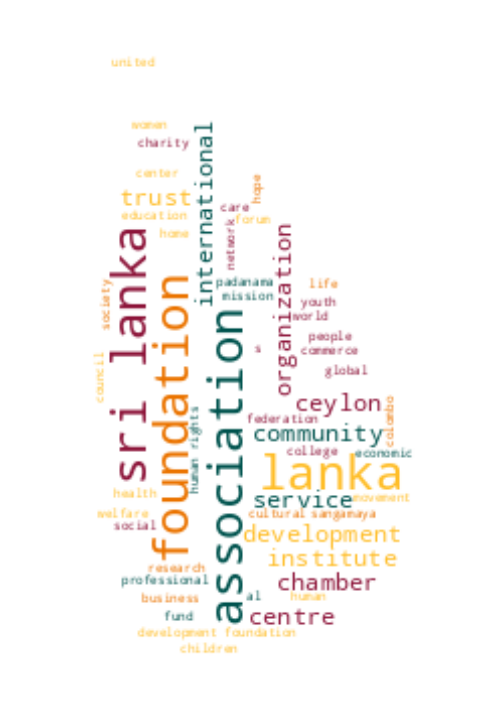 united
women
charity
international
center
hope
trust
care
education
forum
network
home
organization
sri lanka
foundation
padanama
society
life
mission
youth
association
world
people
s
commerce
council
global
ceylon
colombo
human rights
federation
community
college
economic
lanka
health
service
movement
welfare
cultural sangamaya
social
development
institute
research
professional
chamber
business
al
human
fund
centre
development foundation
children